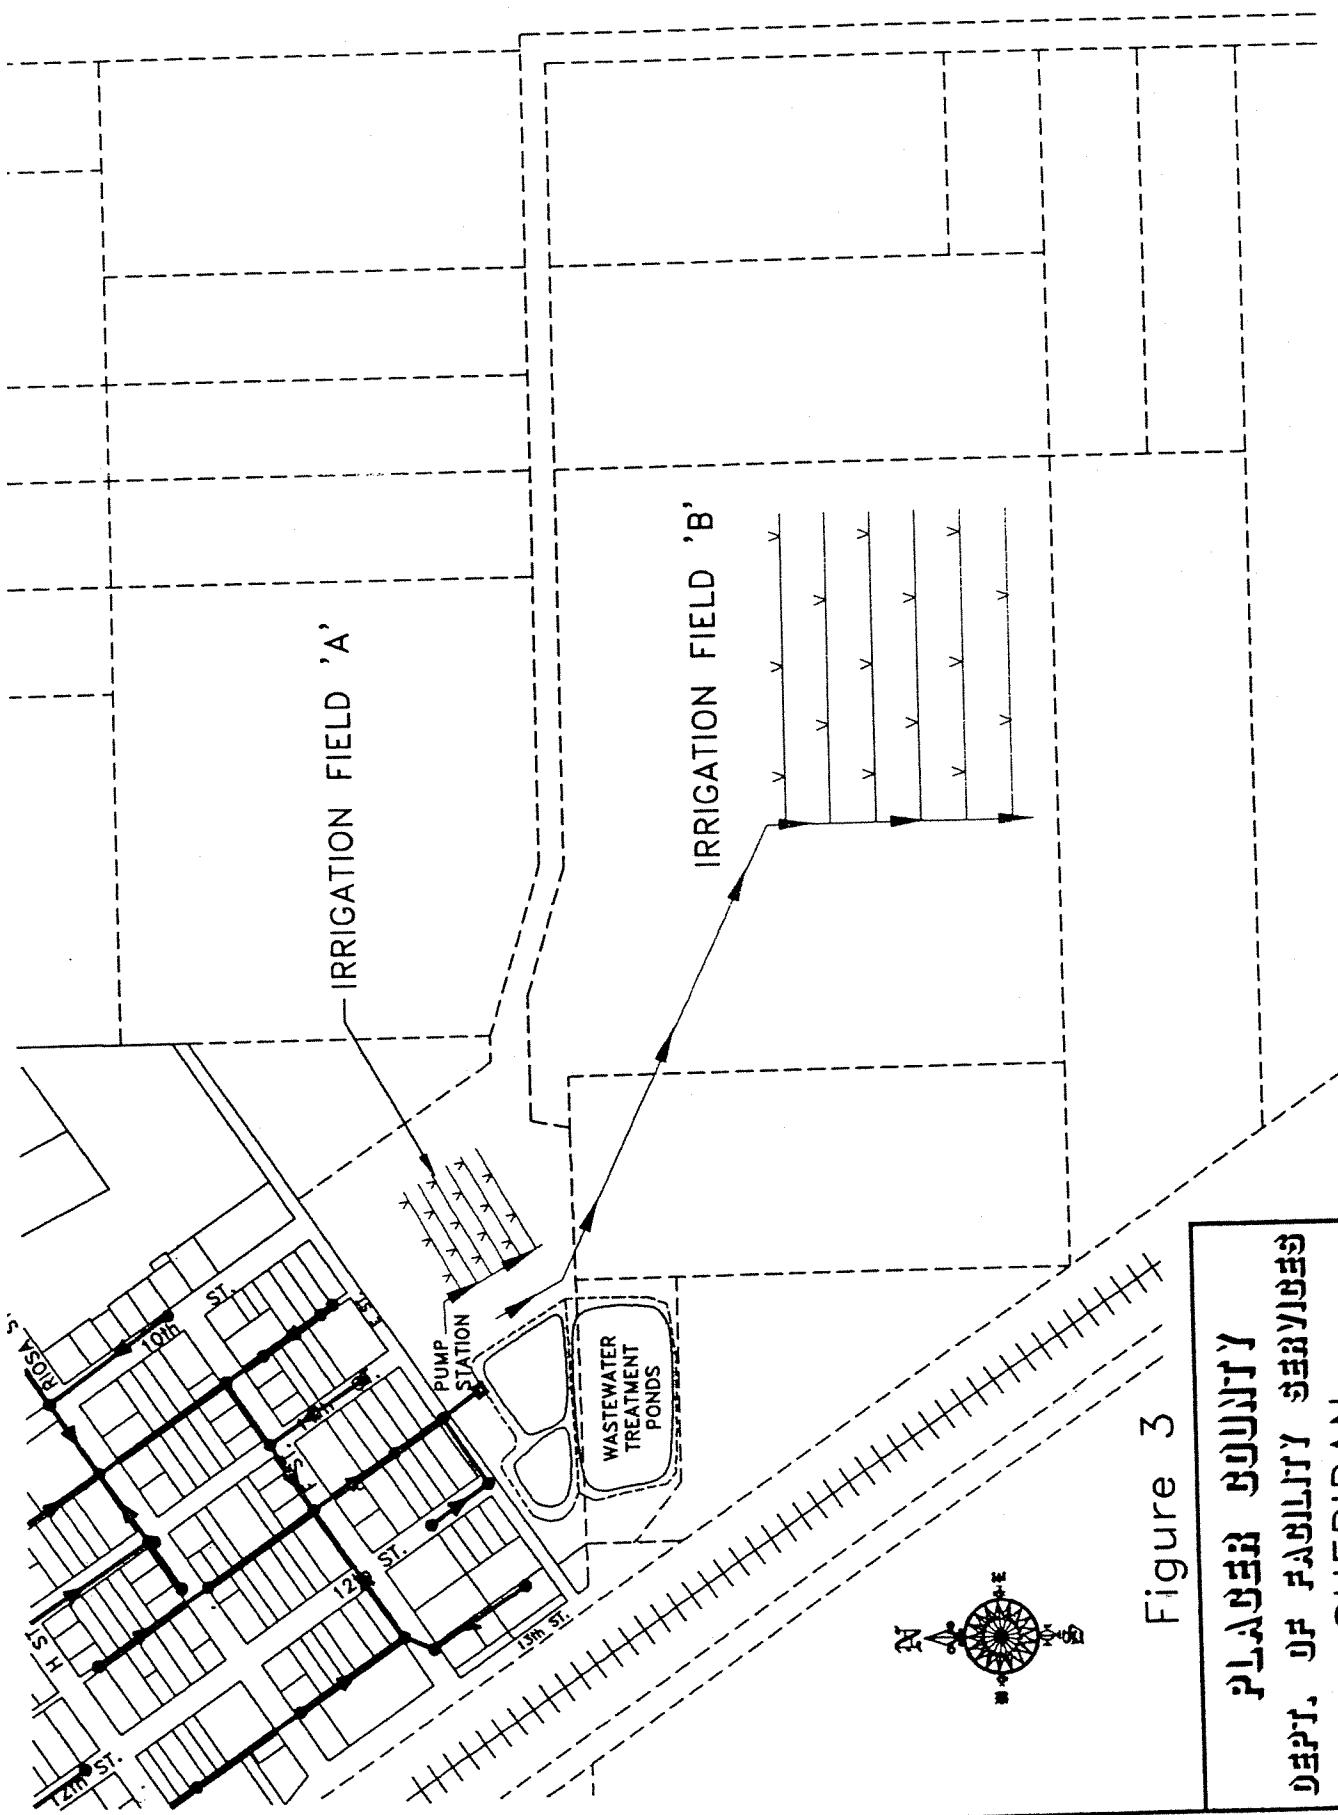 RIOSA S
10th
ST.
H ST.
12th ST.
12th ST.
13th ST.
PUMP
STATION
WASTEWATER
TREATMENT
PONDS
IRRIGATION FIELD 'A'
IRRIGATION FIELD 'B'
N
E
Figure 3
PLACER COUNTY
DEPT. OF FACILITY SERVICES